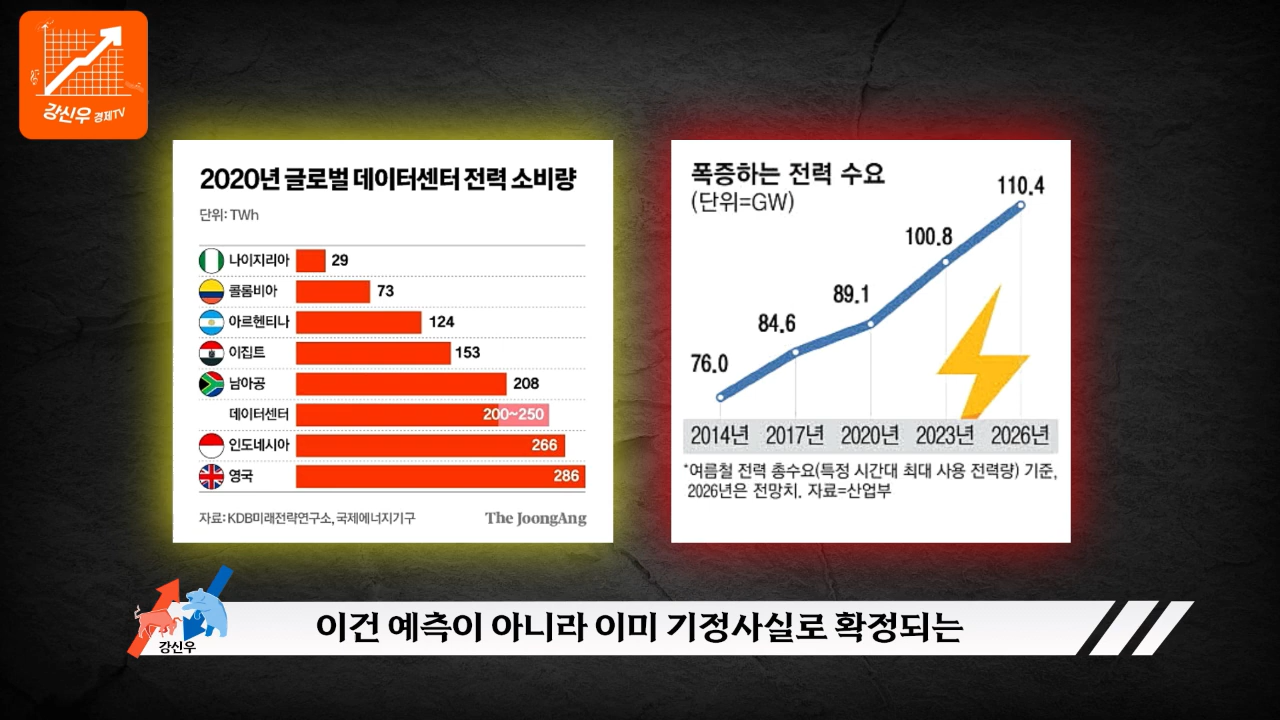 강신우 경제TV
2020년 글로벌 데이터센터 전력 소비량
단위: TWh
나이지리아 29
콜롬비아 73
아르헨티나 124
이집트 153
남아공 208
데이터센터 200~250
인도네시아 266
영국 286
자료: KDB미래전략연구소, 국제에너지기구 The JoongAng
폭증하는 전력 수요
(단위=GW)
110.4
100.8
89.1
84.6
76.0
2014년 2017년 2020년 2023년 2026년
*여름철 전력 총수요(특정 시간대 최대 사용 전력량) 기준,
2026년은 전망치. 자료=산업부
이건 예측이 아니라 이미 기정사실로 확정되는
강신우